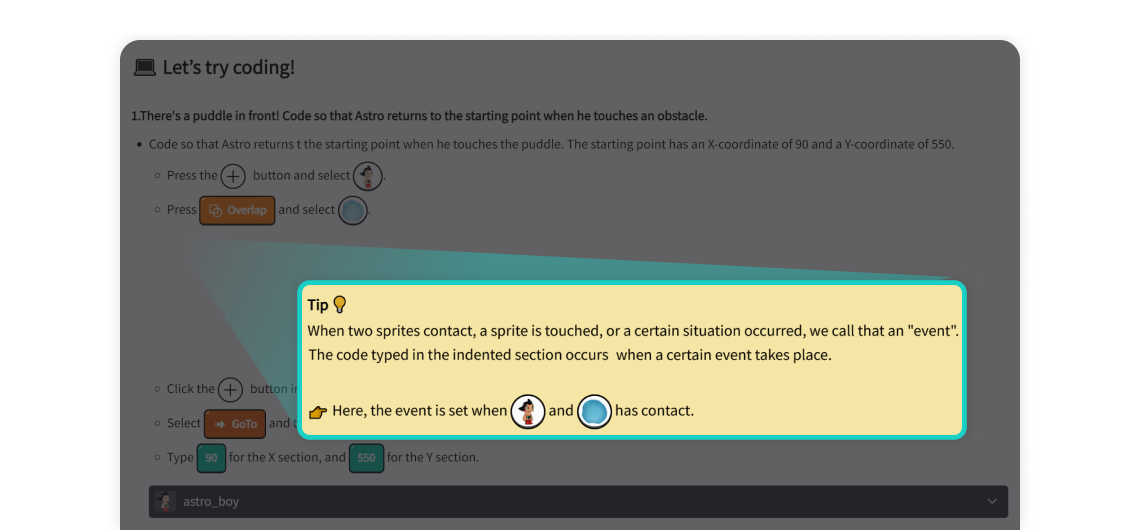 Let's try coding!
1.There's a puddle in front! Code so that Astro returns to the starting point when he touches an obstacle.
Code so that Astro returns t the starting point when he touches the puddle. The starting point has an X-coordinate of 90 and a Y-coordinate of 550.
Press the button and select .
Press Overlap and select .
Tip
When two sprites contact, a sprite is touched, or a certain situation occurred, we call that an "event".
The code typed in the indented section occurs when a certain event takes place.
Here, the event is set when and has contact.
Click the button
Select GoTo and
Type 90 for the X section, and 550 for the Y section.
astro_boy